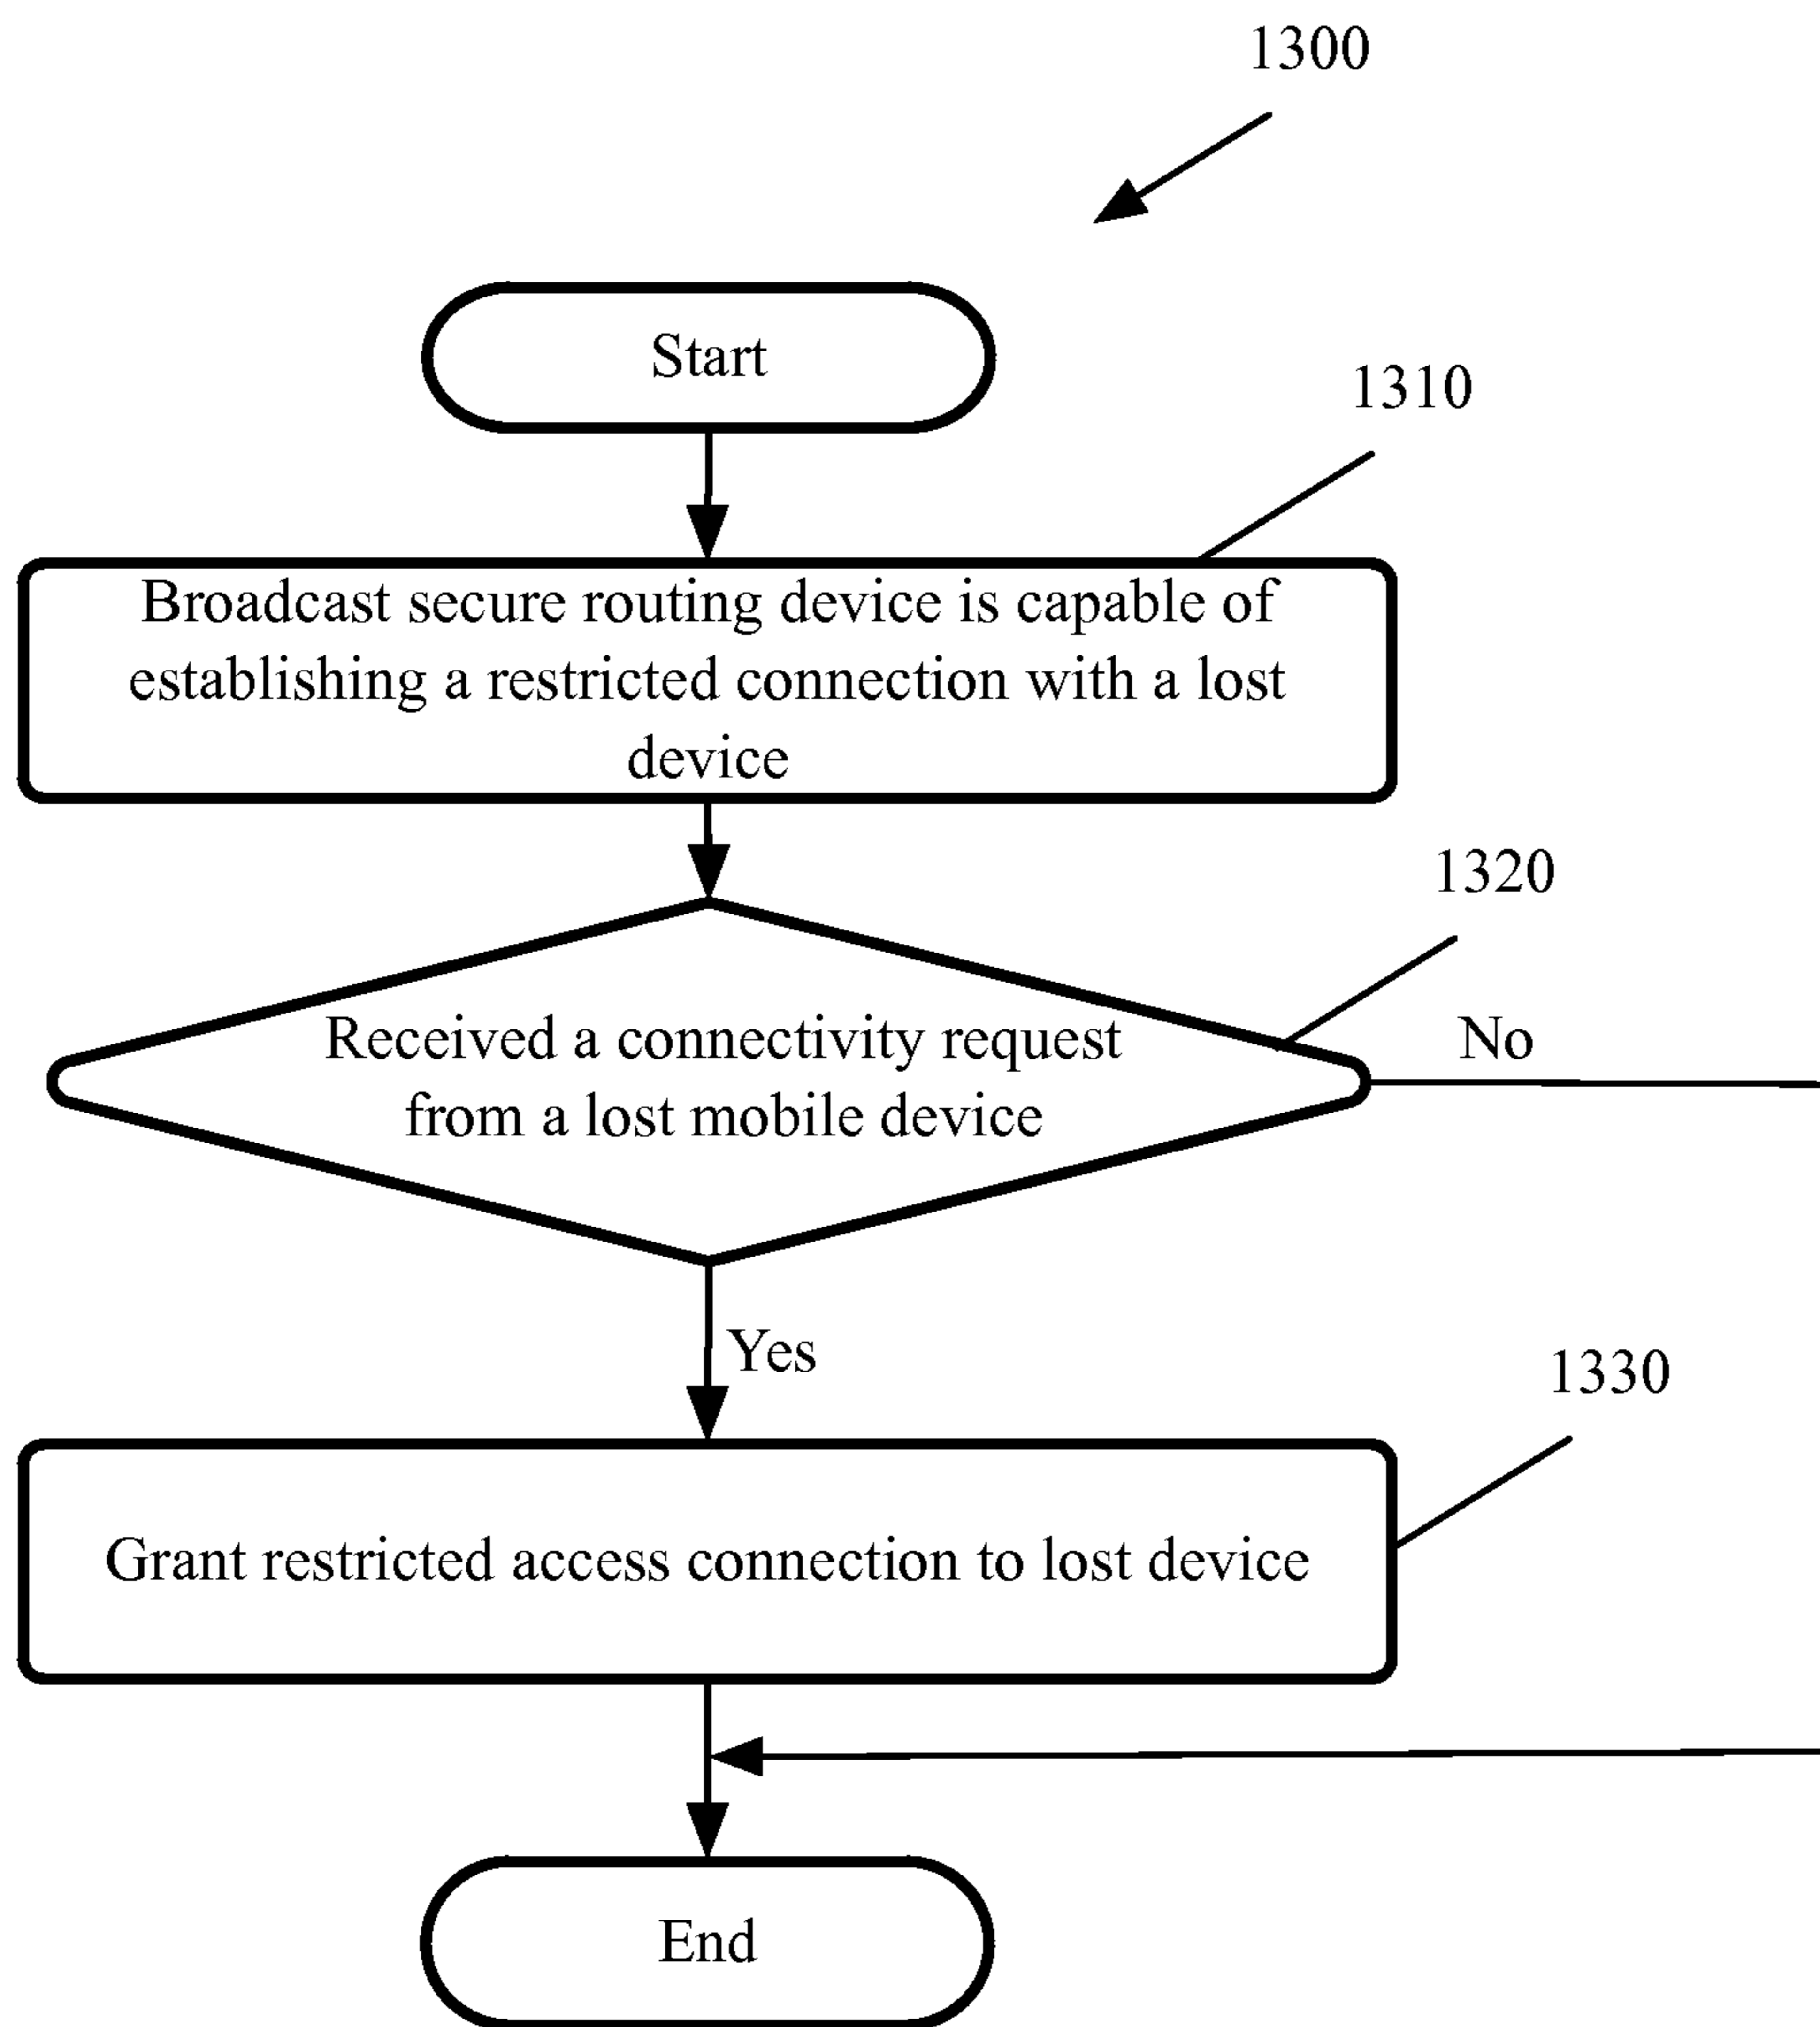 1300
Start
1310
Broadcast secure routing device is capable of
establishing a restricted connection with a lost
device
1320
Received a connectivity request
from a lost mobile device
No
Yes
1330
Grant restricted access connection to lost device
End